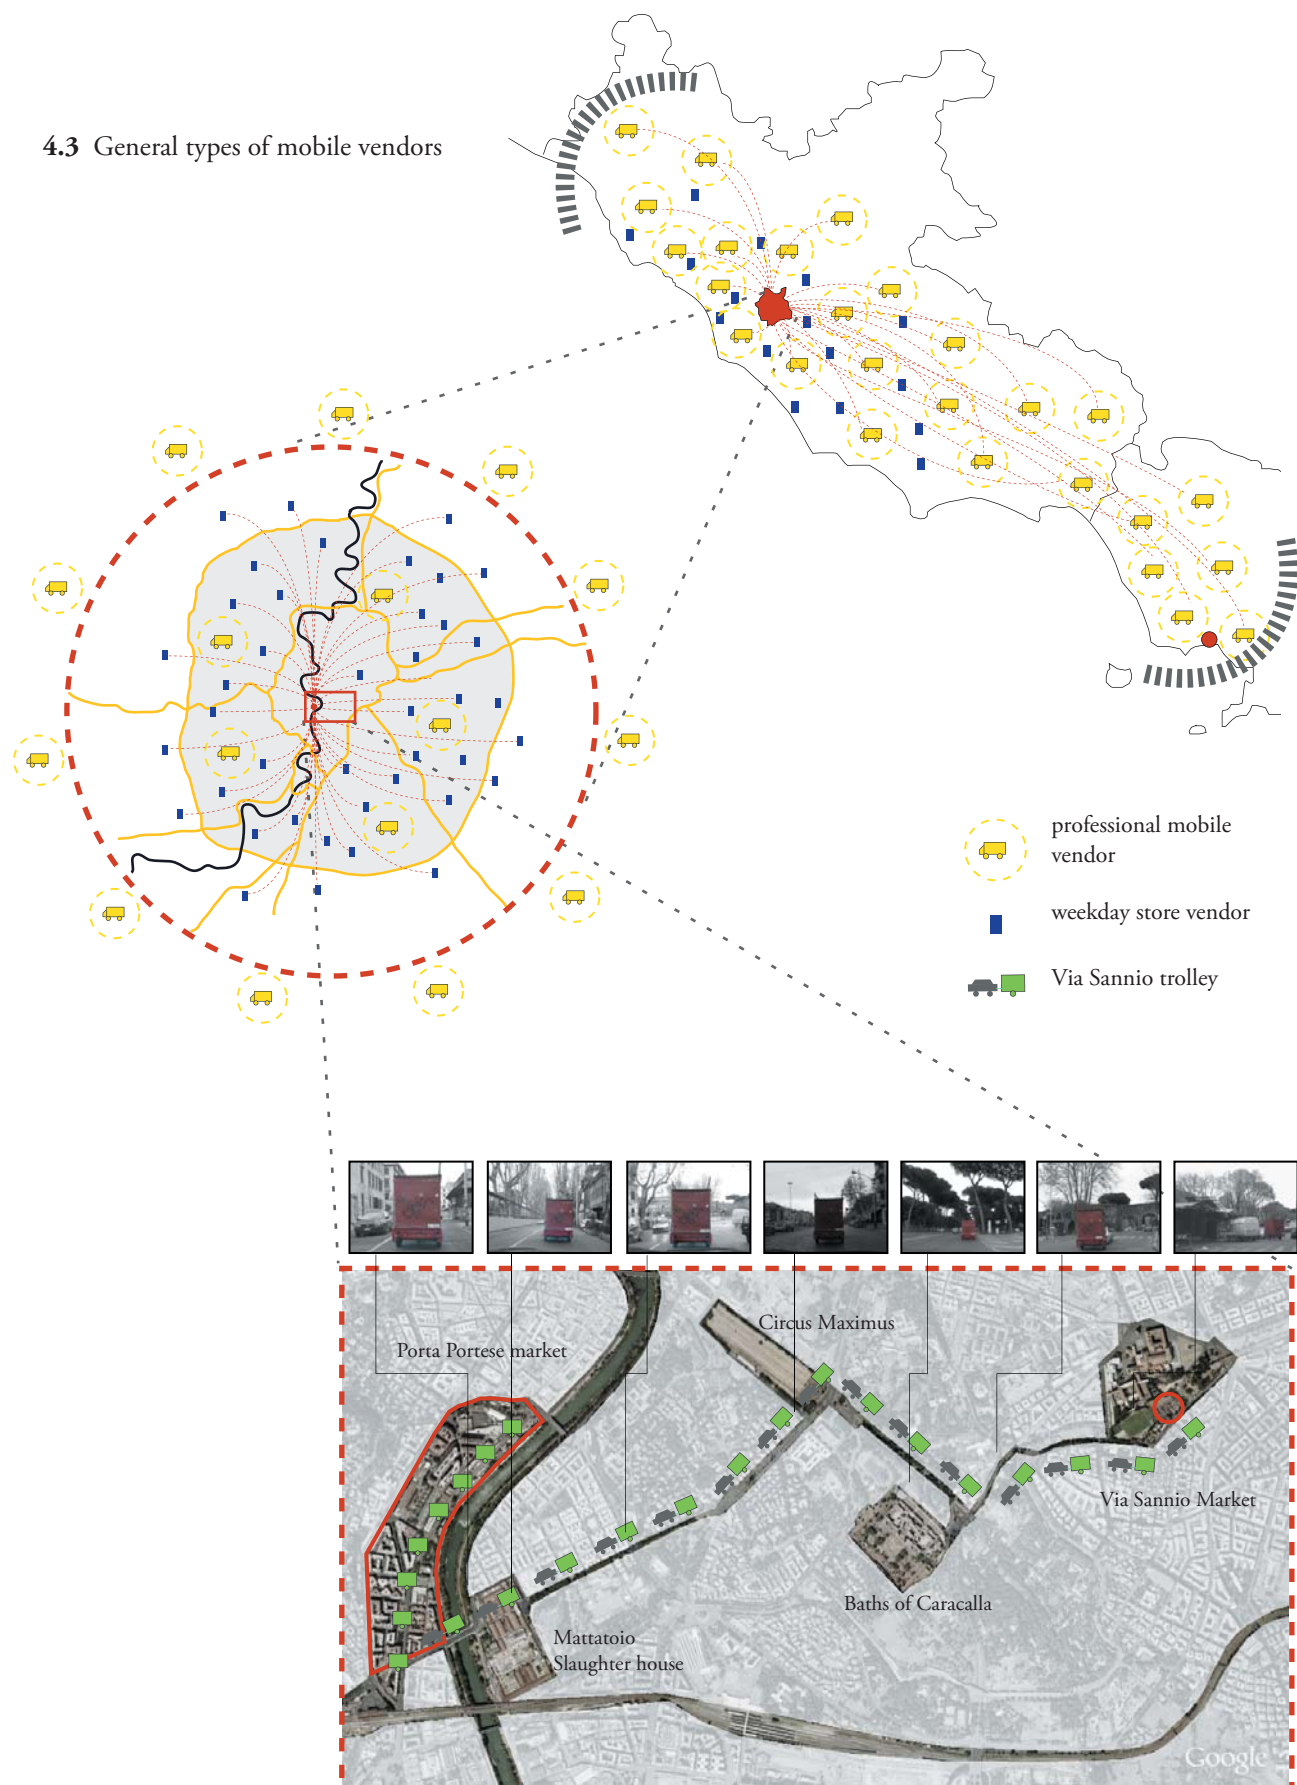 4.3 General types of mobile vendors
professional mobile
vendor
weekday store vendor
Via Sannio trolley
Circus Maximus
Porta Portese market
Via Sannio Market
Baths of Caracalla
Mattatoio
Slaughter house
Google